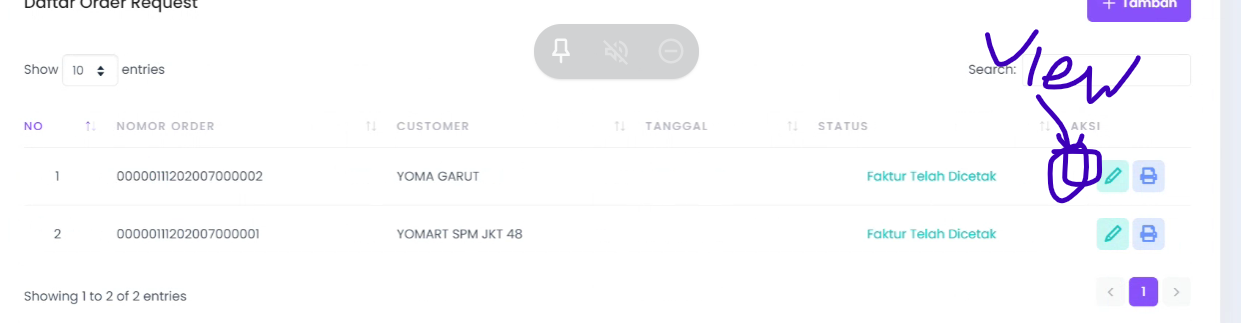 Daftar Order Request
+ Tambah
Show 10 entries
Search:
View
NO NOMOR ORDER CUSTOMER TANGGAL STATUS AKSI
1 00000111202007000002 YOMA GARUT Faktur Telah Dicetak
2 00000111202007000001 YOMART SPM JKT 48 Faktur Telah Dicetak
Showing 1 to 2 of 2 entries
< 1 >